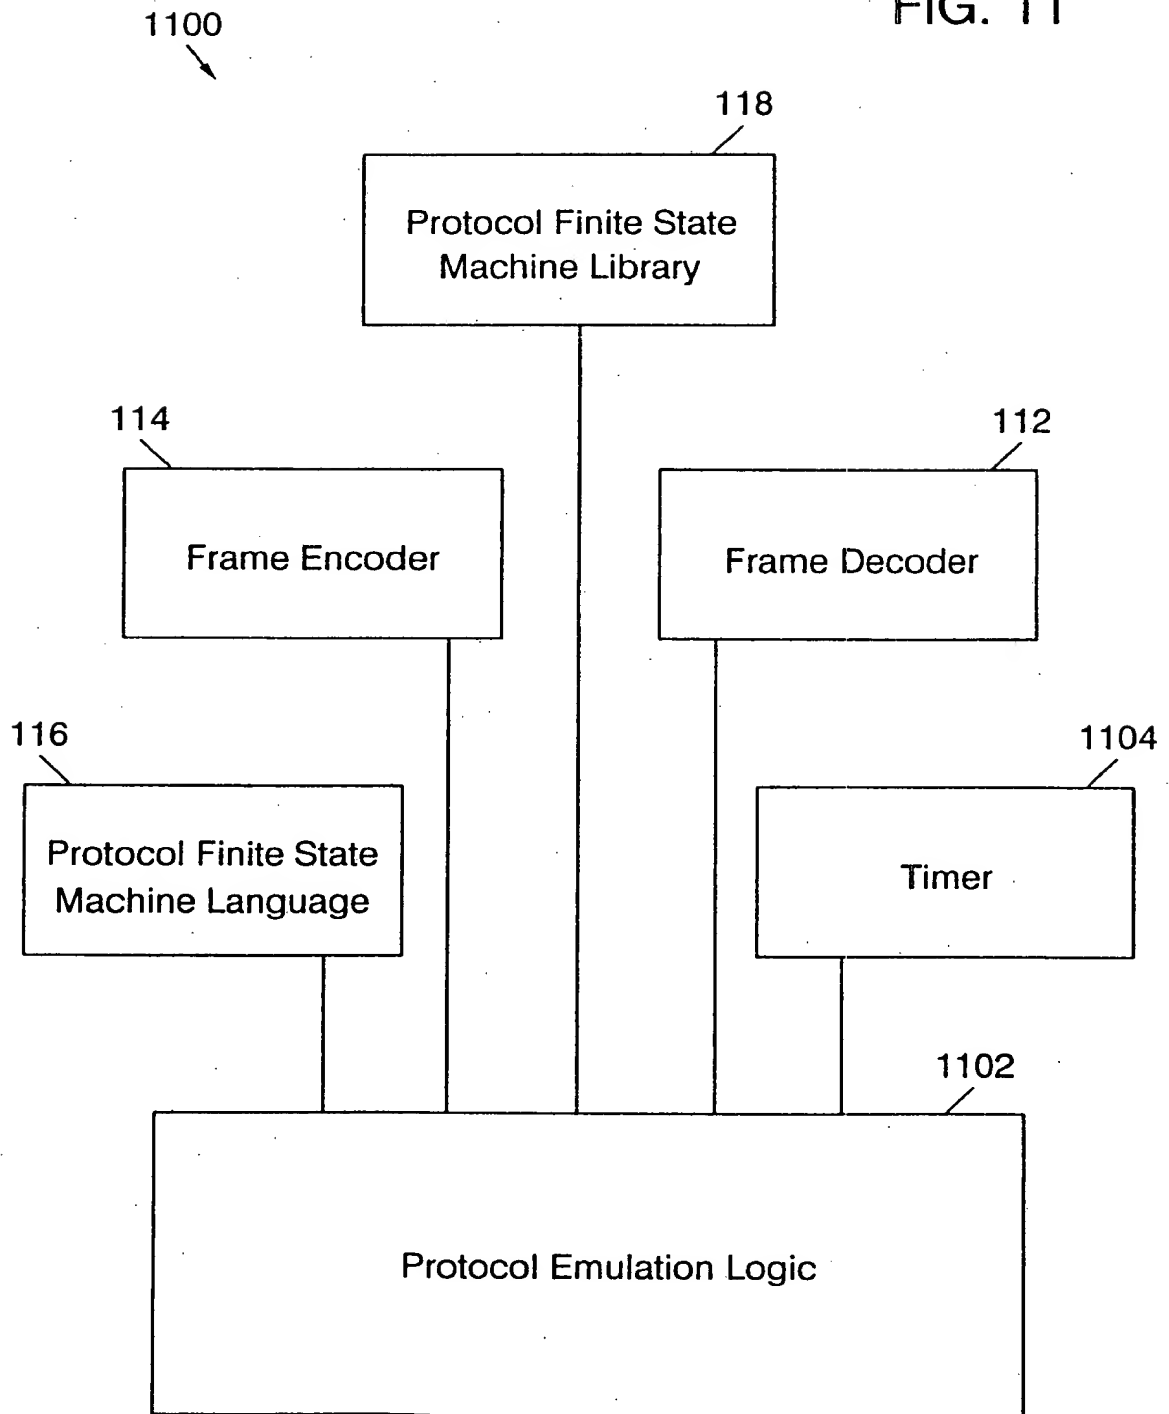 FIG. 11
1100
118
Protocol Finite State
Machine Library
114
112
Frame Encoder
Frame Decoder
116
1104
Protocol Finite State
Machine Language
Timer
1102
Protocol Emulation Logic